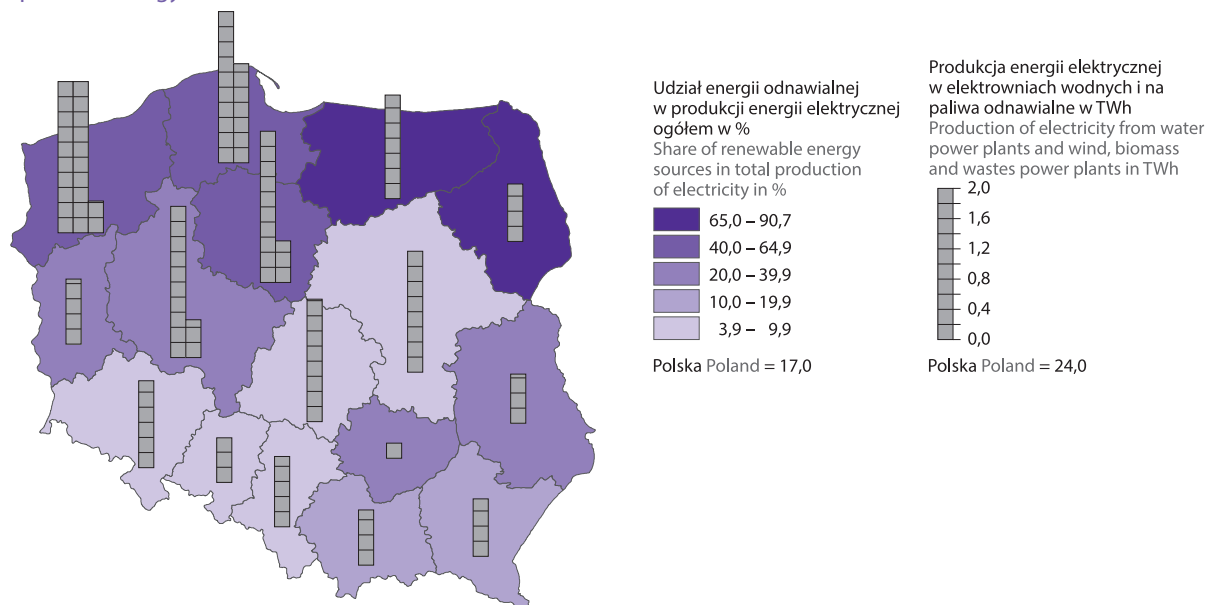 Udział energii odnawialnej
w produkcji energii elektrycznej
ogółem w %
Share of renewable energy
sources in total production
of electricity in %
65,0 – 90,7
40,0 – 64,9
20,0 – 39,9
10,0 – 19,9
3,9 – 9,9
Polska Poland = 17,0
Produkcja energii elektrycznej
w elektrowniach wodnych i na
paliwa odnawialne w TWh
Production of electricity from water
power plants and wind, biomass
and wastes power plants in TWh
2,0
1,6
1,2
0,8
0,4
0,0
Polska Poland = 24,0